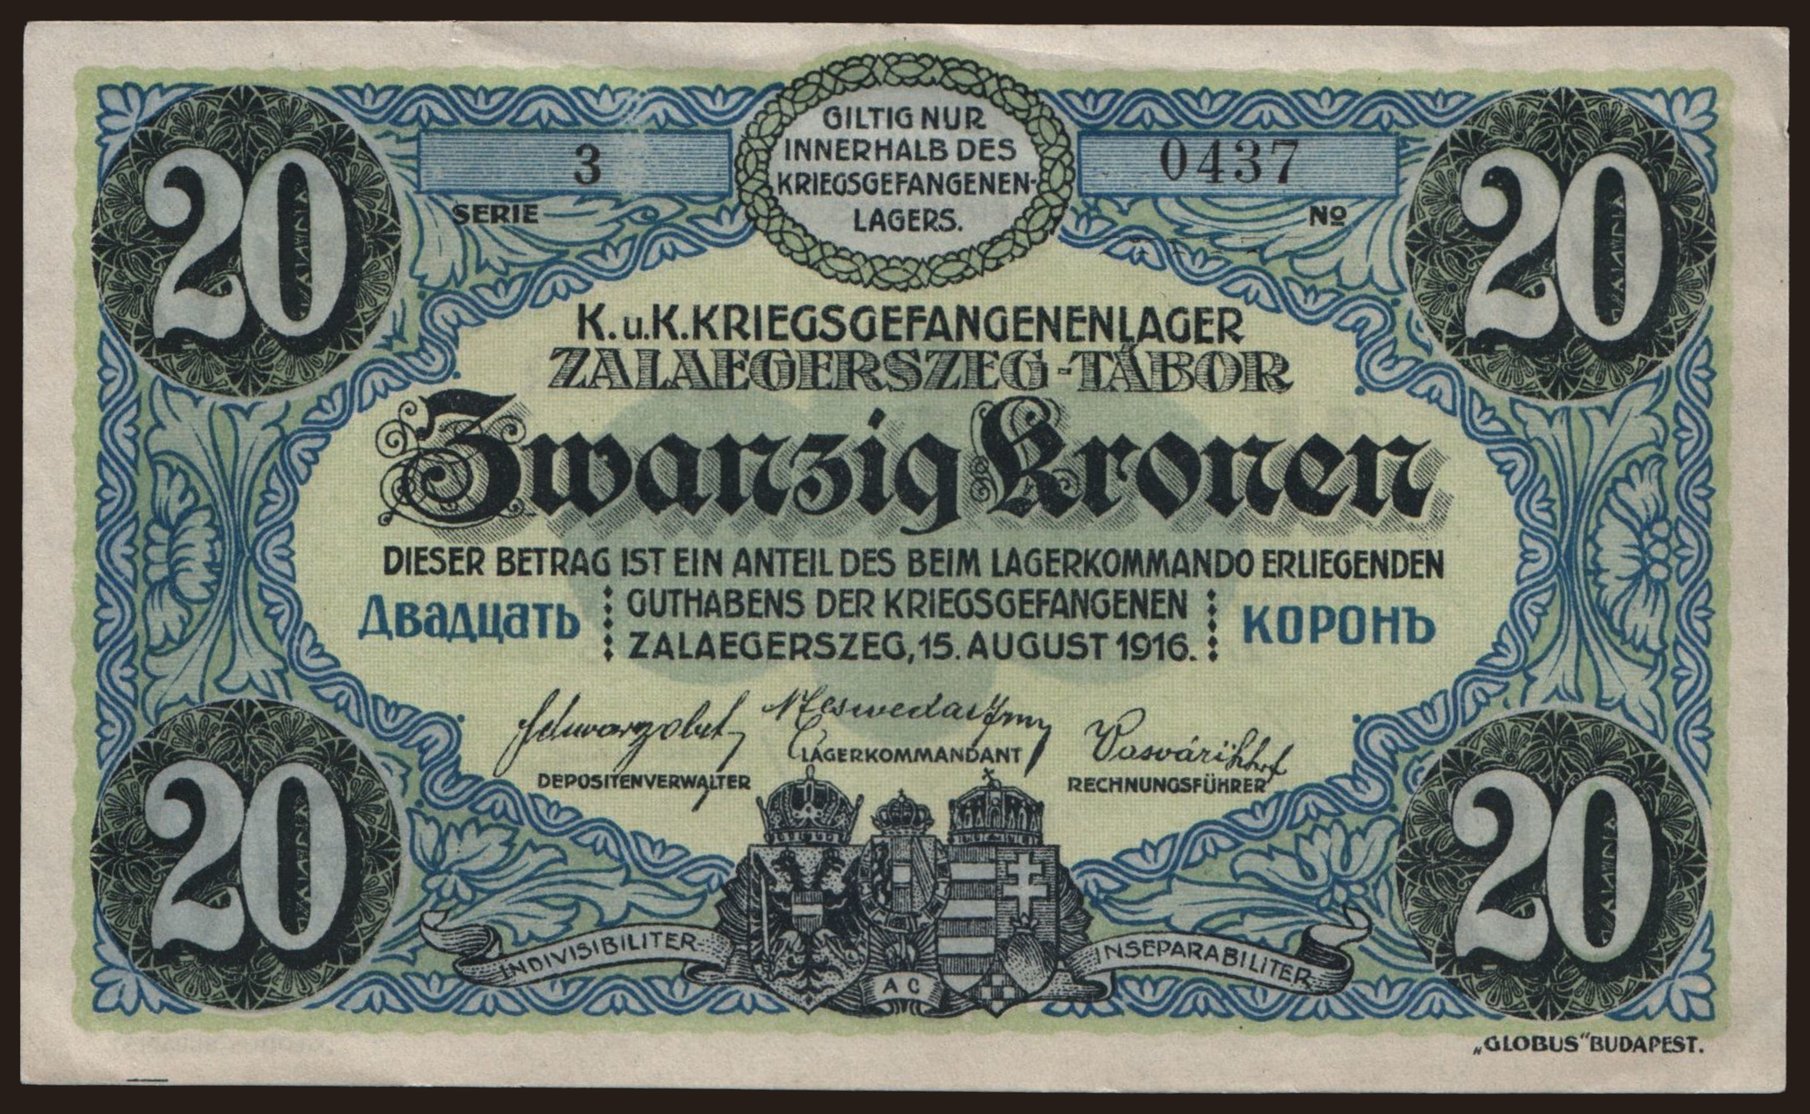 20
20
GILTIG NUR
INNERHALB DES
KRIEGSGEFANGENEN-
LAGERS.
3
0437
SERIE
No
K.u.K.KRIEGSGEFANGENENLAGER
ZALAEGERSZEG-TÁBOR
Zwanzig Kronen
DIESER BETRAG IST EIN ANTEIL DES BEIM LAGERKOMMANDO ERLIEGENDEN
GUTHABENS DER KRIEGSGEFANGENEN
Двадцать
КОРОНЪ
ZALAEGERSZEG, 15. AUGUST 1916.
LAGERKOMMANDANT
DEPOSITENVERWALTER
RECHNUNGSFÜHRER
20
20
INDIVISIBILITER
AC
INSEPARABILITER
„GLOBUS" BUDAPEST.